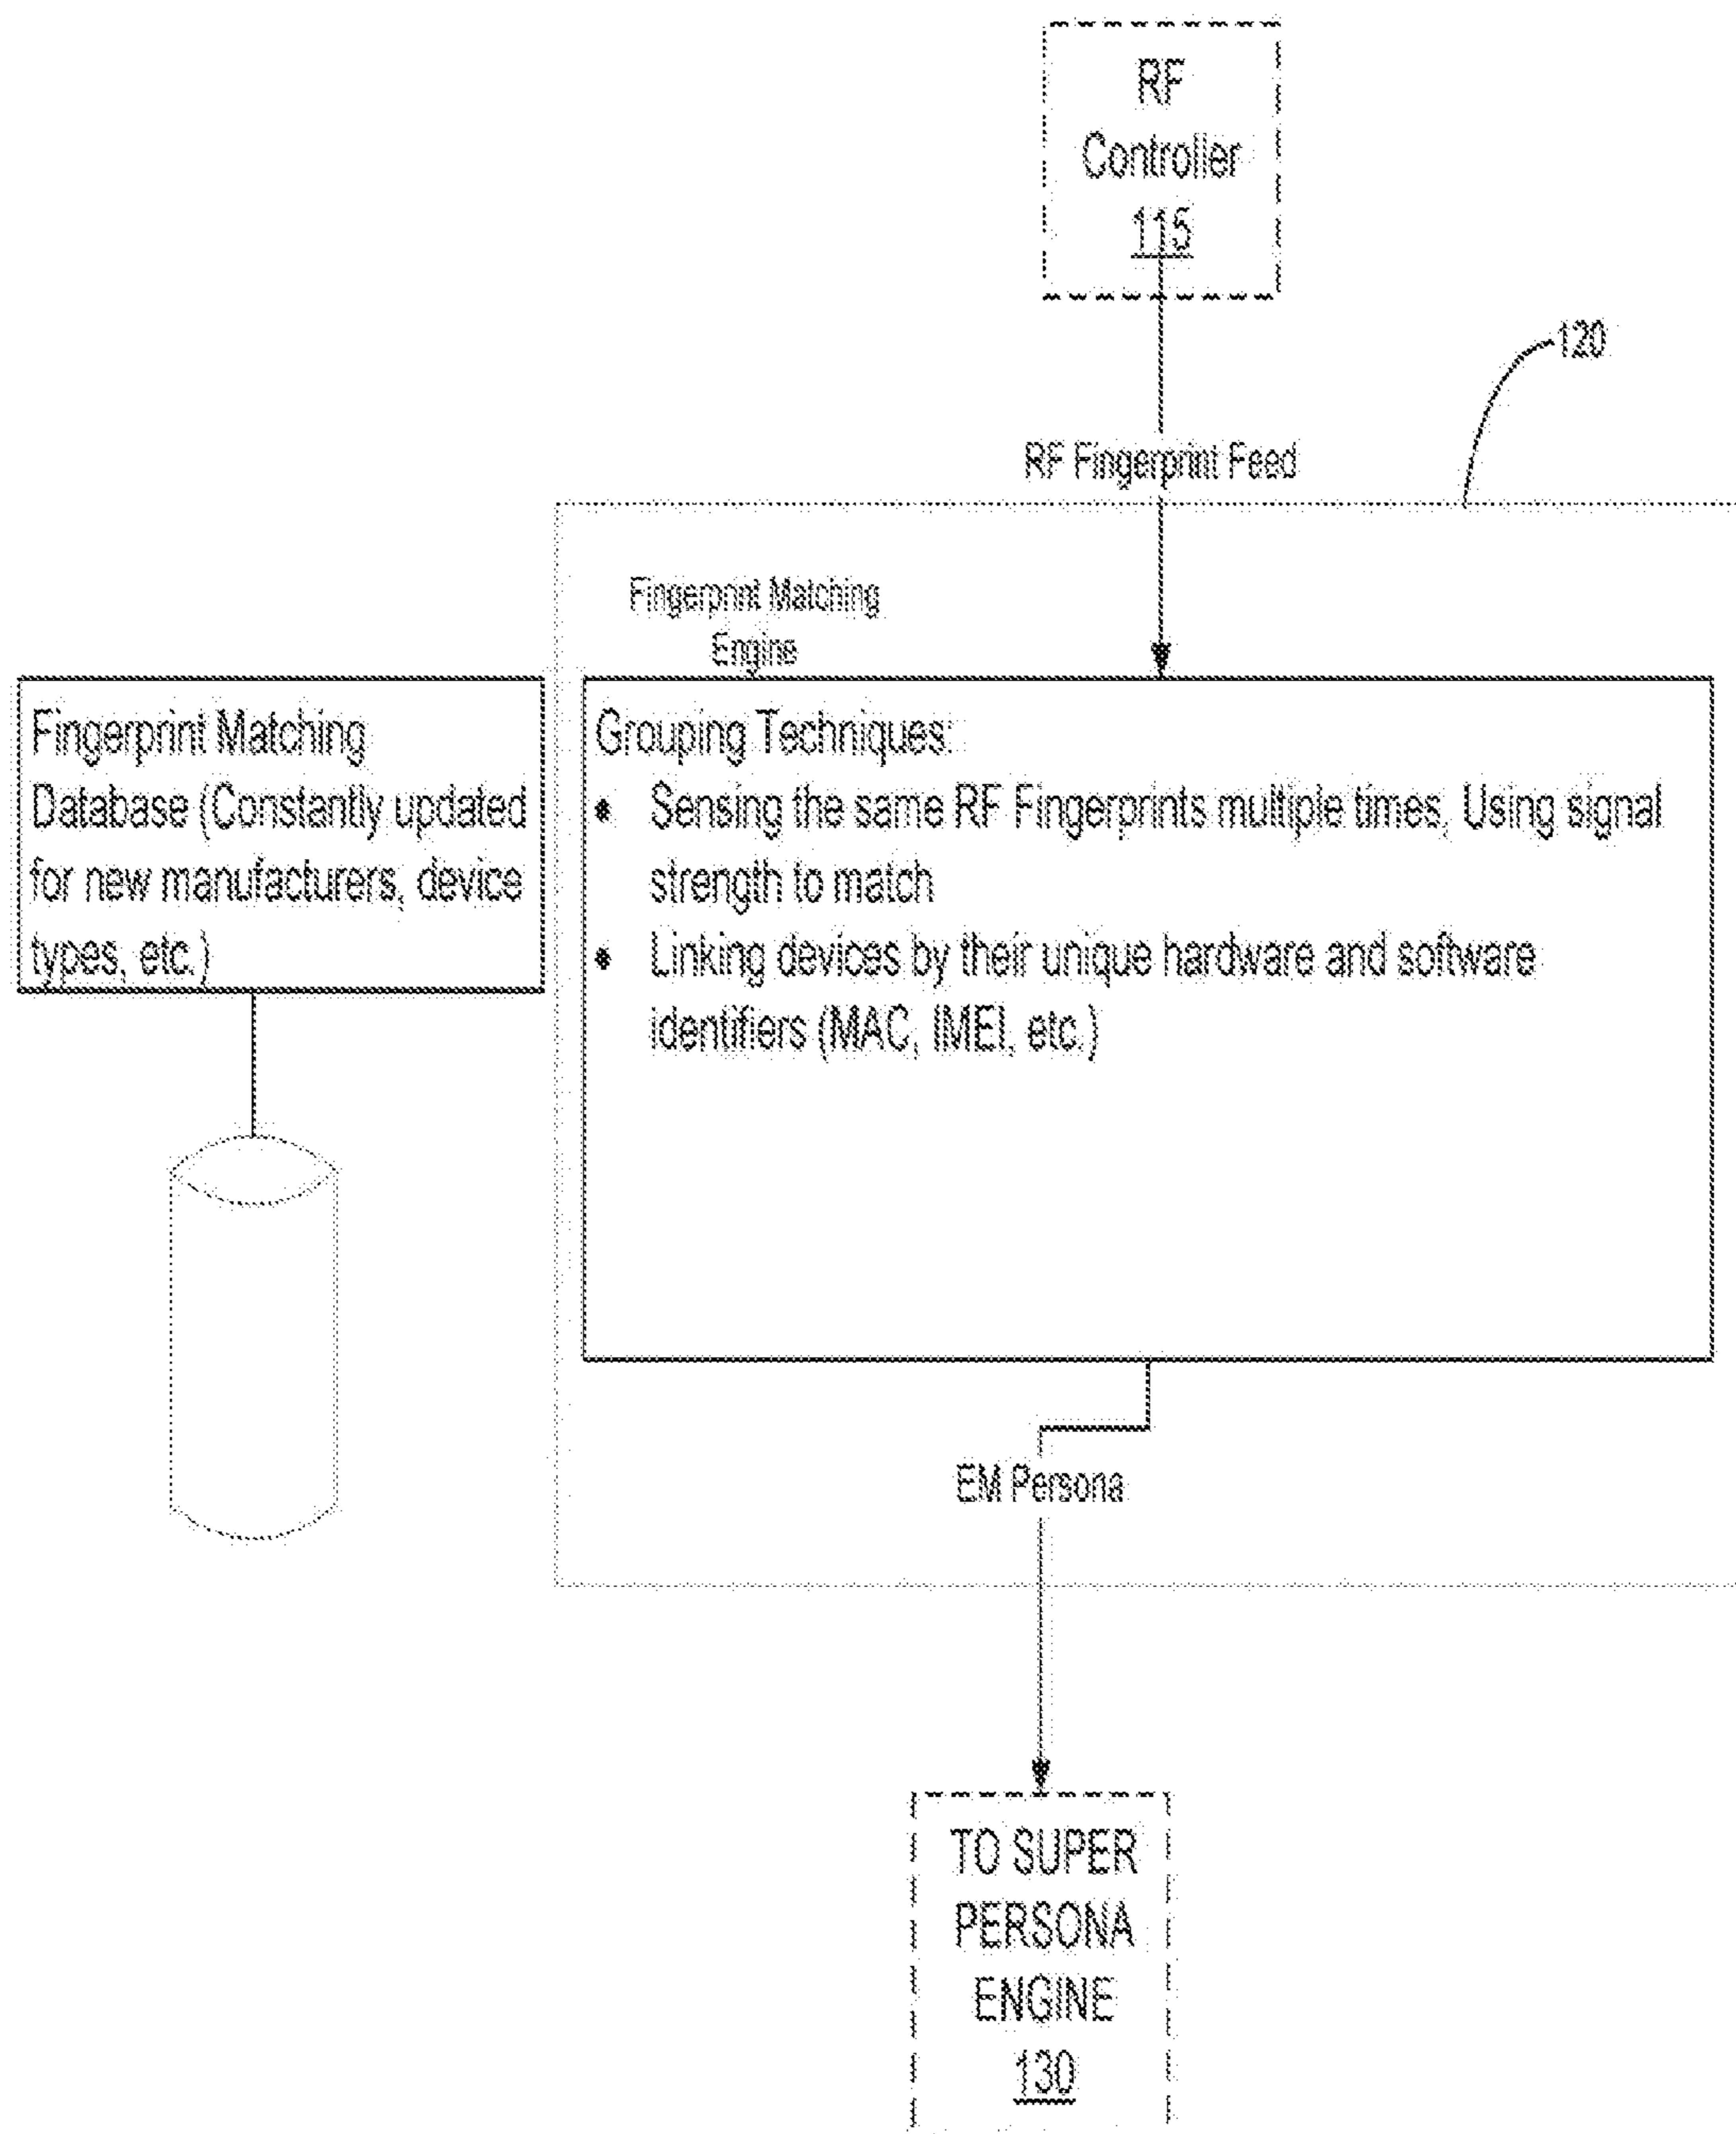 RF
Controller
115
120
RF Fingerprint Feed
Fingerprint Matching
Engine
Fingerprint Matching
Database (Constantly updated
for new manufacturers, device
types, etc.)
Grouping Techniques:
• Sensing the same RF Fingerprints multiple times, Using signal
strength to match
• Linking devices by their unique hardware and software
identifiers (MAC, IMEI, etc.)
EM Persona
TO SUPER
PERSONA
ENGINE
130